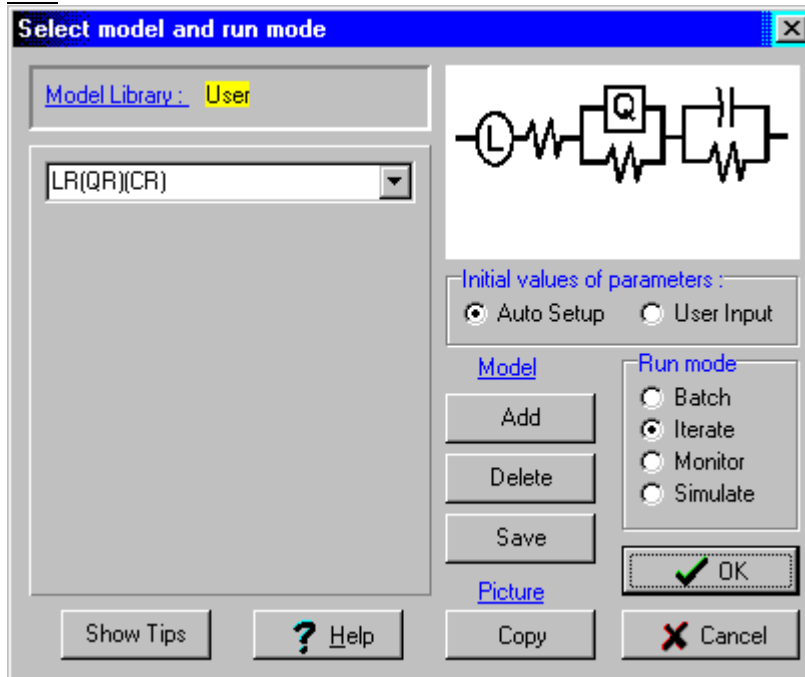 Select model and run mode
Model Library : User
LR(QR)(CR)
L
Q
Initial values of parameters :
Auto Setup
User Input
Model
Add
Delete
Save
Run mode
Batch
Iterate
Monitor
Simulate
OK
Picture
Show Tips
? Help
Copy
Cancel